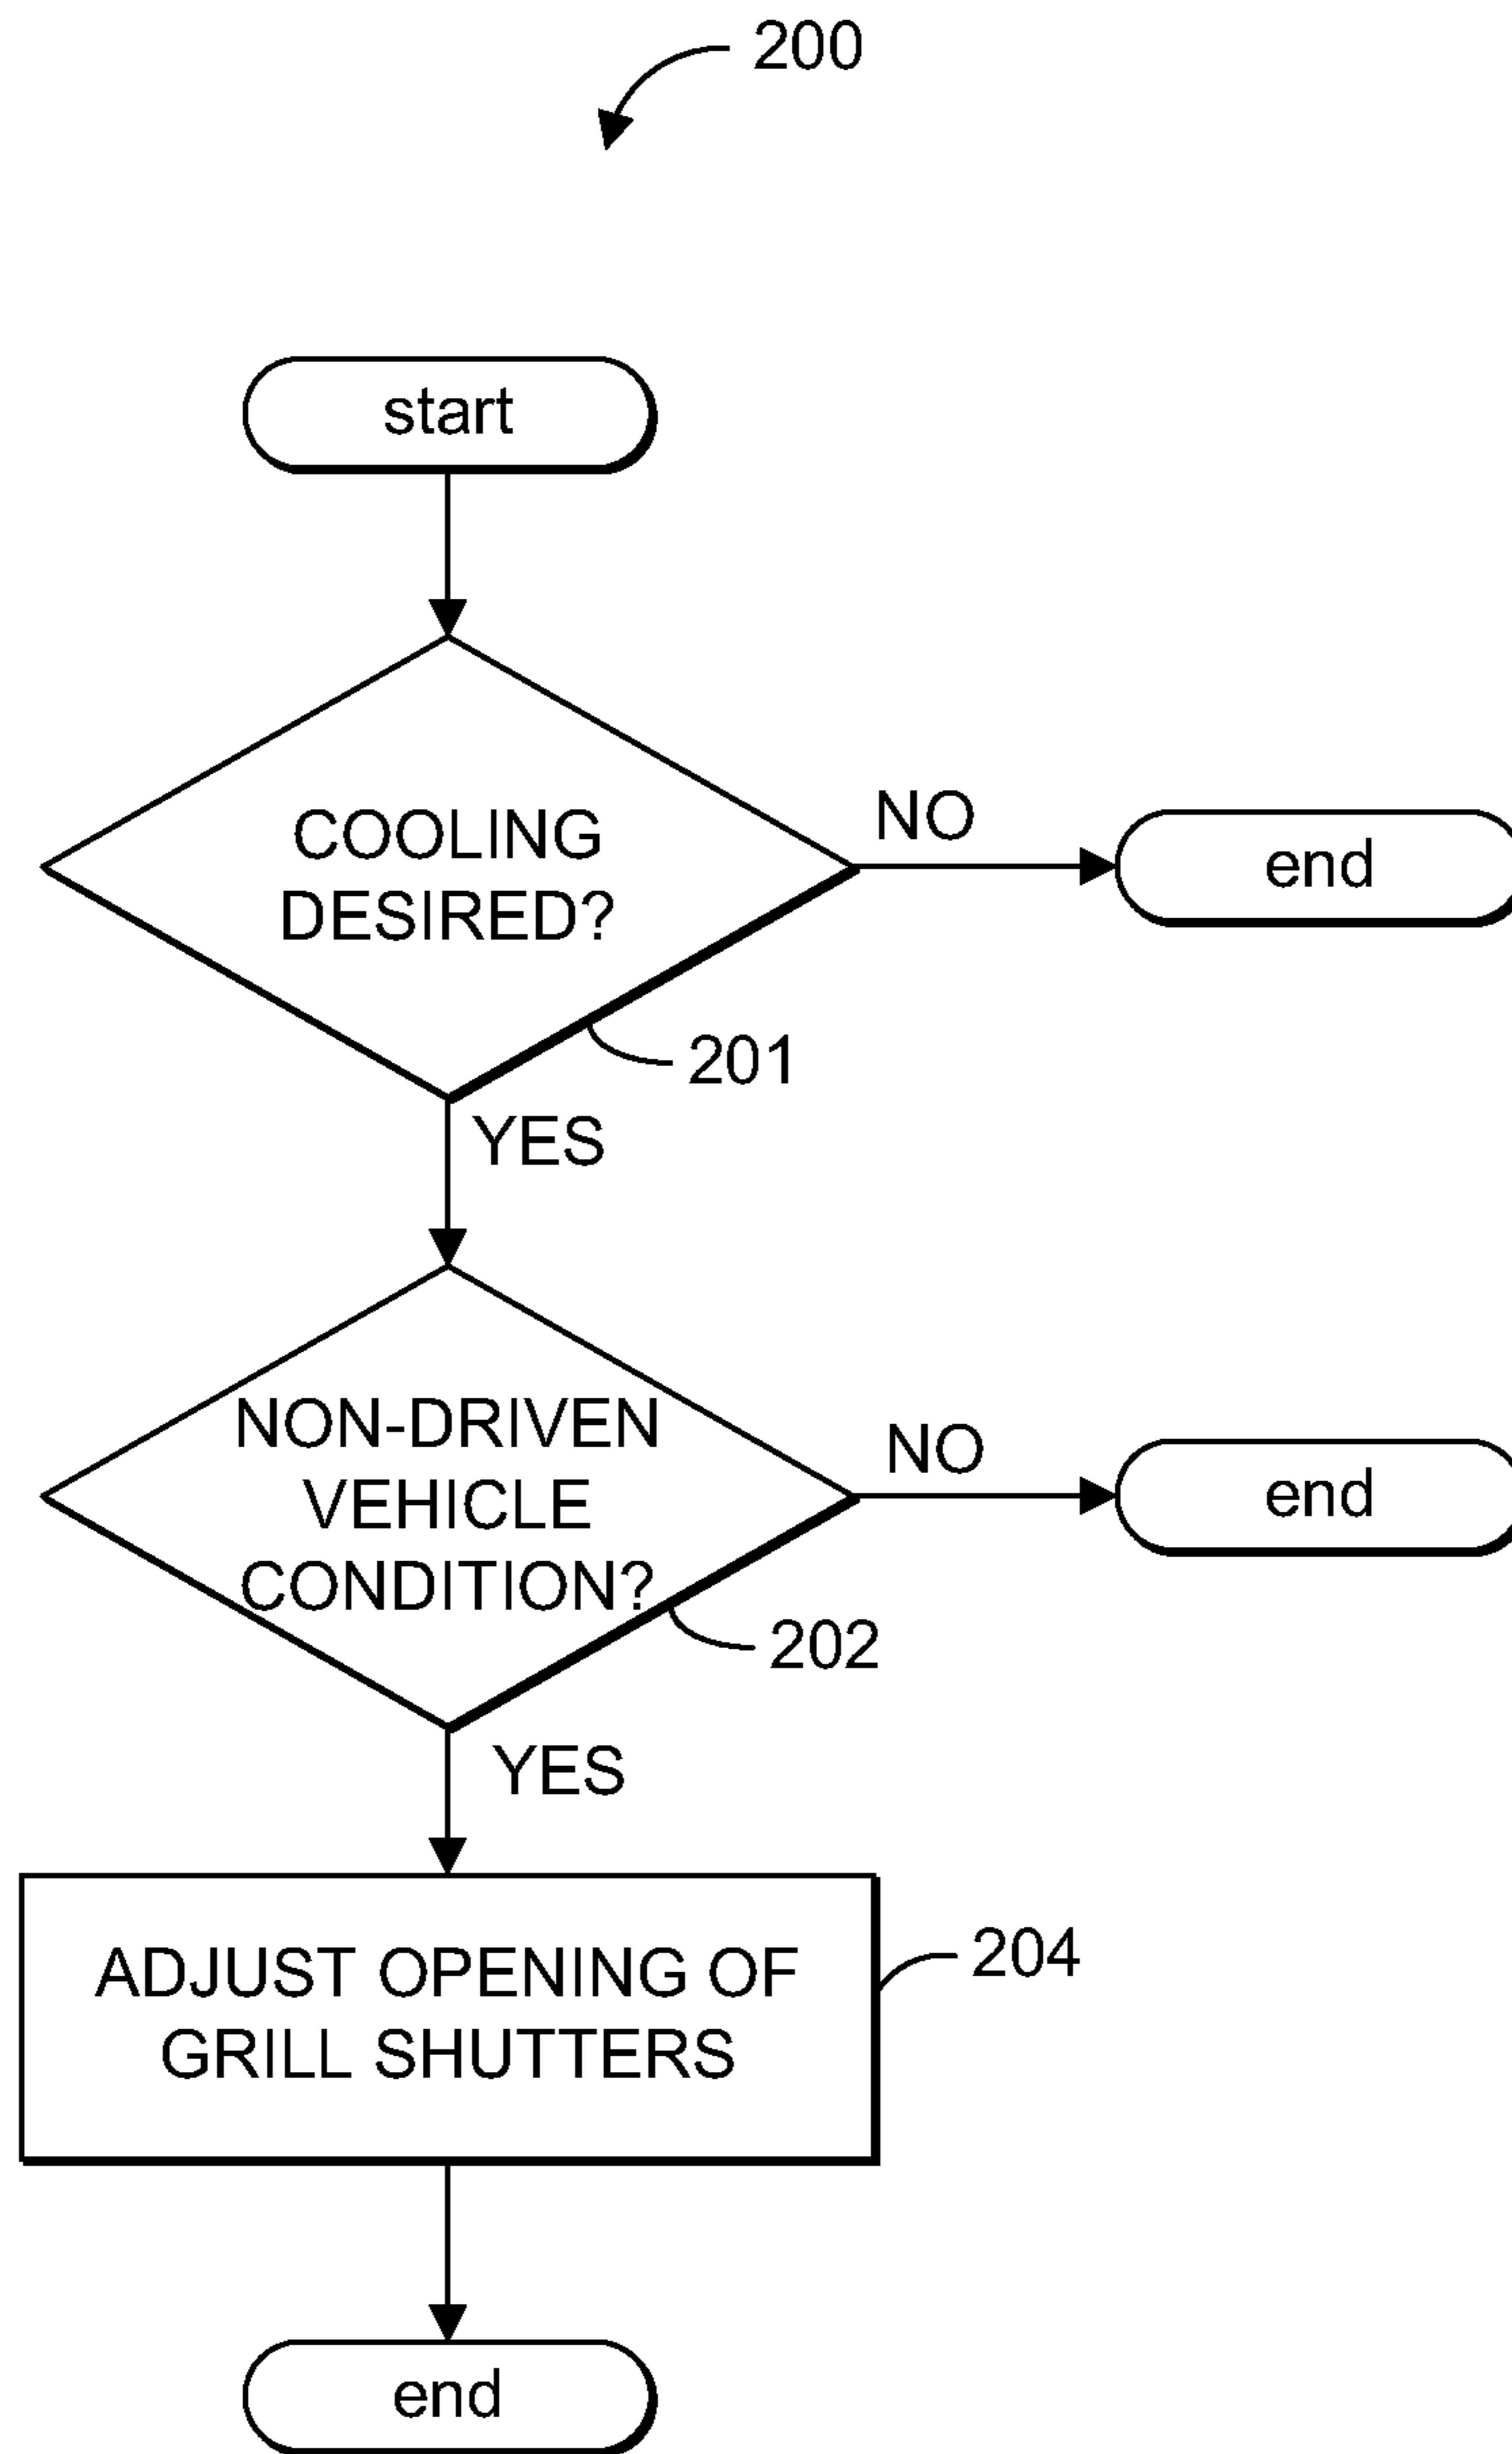 200
start
COOLING
DESIRED?
NO
end
201
YES
NON-DRIVEN
VEHICLE
CONDITION?
NO
end
202
YES
ADJUST OPENING OF
GRILL SHUTTERS
204
end